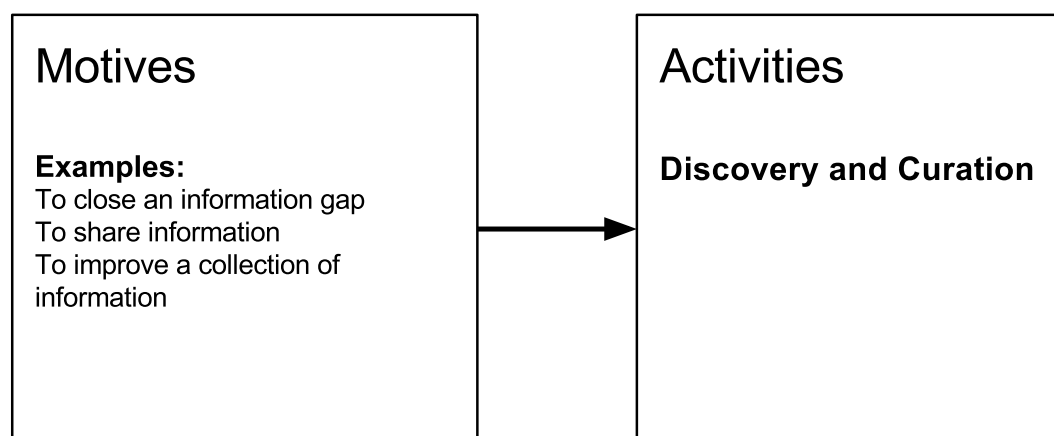 Motives
Examples:
To close an information gap
To share information
To improve a collection of
information
Activities
Discovery and Curation